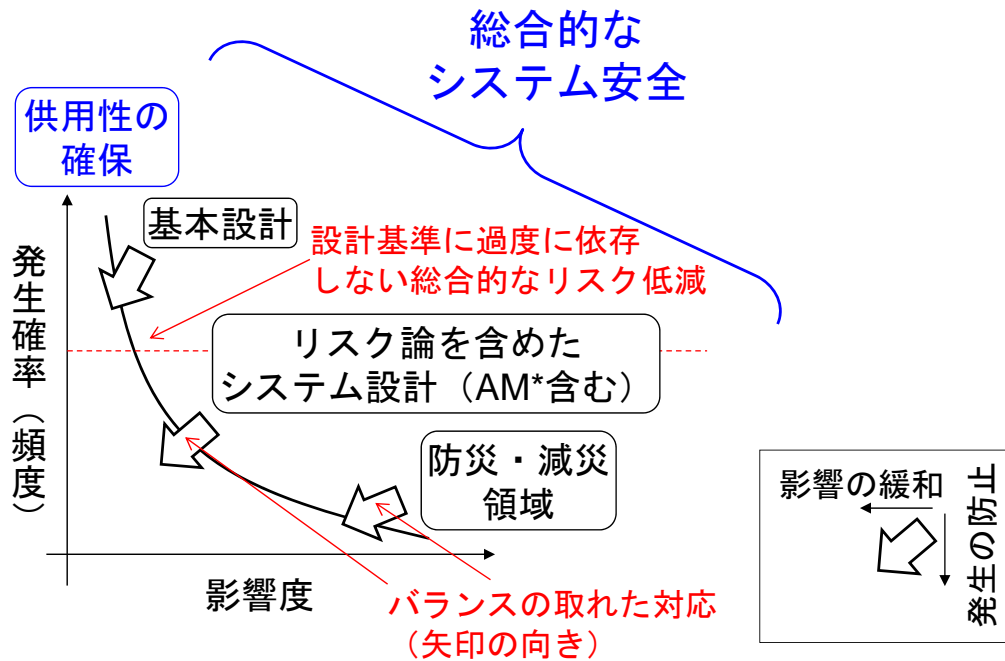 総合的な
システム安全
供用性の
確保
基本設計
設計基準に過度に依存
しない総合的なリスク低減
発生確率（頻度）
リスク論を含めた
システム設計（AM*含む）
防災・減災
領域
影響度
バランスの取れた対応
（矢印の向き）
影響の緩和
発生の防止